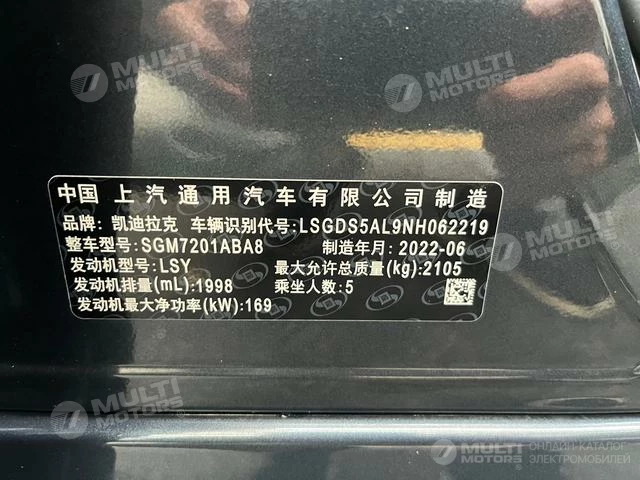 MULTI MOTORS
MULTI MOTORS
中国 上汽通用汽车有限公司制造
品牌: 凯迪拉克 车辆识别代号: LSGDS5AL9NH062219
整车型号: SGM7201ABA8 制造年月: 2022-06
发动机型号: LSY 最大允许总质量(kg): 2105
发动机排量(mL): 1998 乘坐人数: 5
发动机最大净功率(kW): 169
MULTI MOTORS
MULTI MOTORS
MULTI MOTORS ОНЛАЙН-КАТАЛОГ ЭЛЕКТРОМОБИЛЕЙ